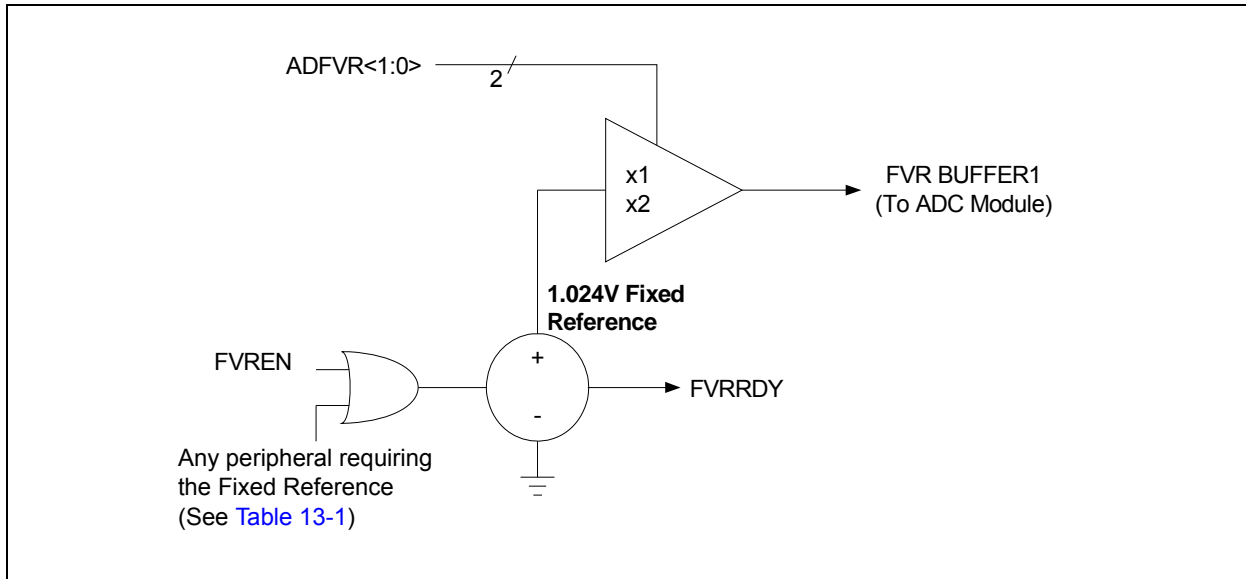 ADFVR<1:0>
2
x1
x2
FVR BUFFER1
(To ADC Module)
1.024V Fixed
Reference
+
FVREN
FVRRDY
-
Any peripheral requiring
the Fixed Reference
(See Table 13-1)